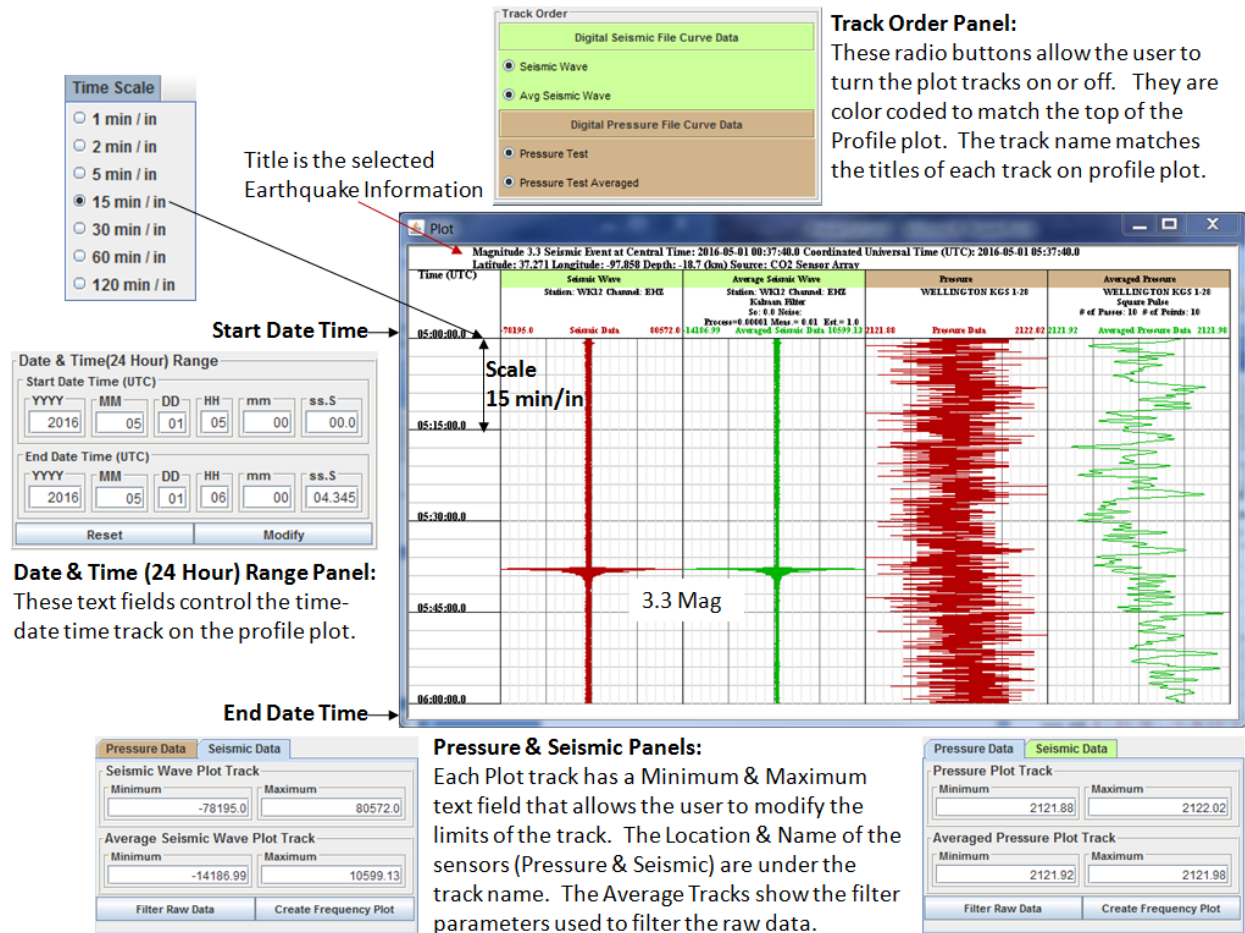 Track Order
Digital Seismic File Curve Data
Seismic Wave
Avg Seismic Wave
Digital Pressure File Curve Data
Pressure Test
Pressure Test Averaged
Track Order Panel:
These radio buttons allow the user to
turn the plot tracks on or off. They are
color coded to match the top of the
Profile plot. The track name matches
the titles of each track on profile plot.
Time Scale
1 min / in
2 min / in
5 min / in
15 min / in
30 min / in
60 min / in
120 min / in
Title is the selected
Earthquake Information
Plot
Magnitude 3.3 Seismic Event at Central Time: 2016-05-01 00:37:40.0 Coordinated Universal Time (UTC): 2016-05-01 05:37:40.0
Latitude: 37.271 Longitude: -97.858 Depth: -18.7 (km) Source: CO2 Sensor Array
Time (UTC)
Seismic Wave
Station: WK12 Channel: EHZ
Average Seismic Wave
Station: WK12 Channel: EHZ
Kalman Filter
So: 0.0 Noise:
Process=0.00001 Meas.= 0.01 Est.= 1.0
Pressure
WELLINGTON KGS 1-28
Averaged Pressure
WELLINGTON KGS 1-28
Square Pulse
# of Passes: 10 # of Points: 10
-78195.0 Seismic Data 80572.0
-14186.99 Averaged Seismic Data 10599.13
2121.88 Pressure Data 2122.02
2121.92 Averaged Pressure Data 2121.98
Start Date Time
05:00:00.0
Scale
15 min/in
05:15:00.0
05:30:00.0
05:45:00.0
06:00:00.0
3.3 Mag
End Date Time
Date & Time(24 Hour) Range
Start Date Time (UTC)
YYYY MM DD HH mm ss.S
2016 05 01 05 00 00.0
End Date Time (UTC)
YYYY MM DD HH mm ss.S
2016 05 01 06 00 04.345
Reset Modify
Date & Time (24 Hour) Range Panel:
These text fields control the time-
date time track on the profile plot.
Pressure Data Seismic Data
Seismic Wave Plot Track
Minimum Maximum
-78195.0 80572.0
Average Seismic Wave Plot Track
Minimum Maximum
-14186.99 10599.13
Filter Raw Data Create Frequency Plot
Pressure & Seismic Panels:
Each Plot track has a Minimum & Maximum
text field that allows the user to modify the
limits of the track. The Location & Name of the
sensors (Pressure & Seismic) are under the
track name. The Average Tracks show the filter
parameters used to filter the raw data.
Pressure Data Seismic Data
Pressure Plot Track
Minimum Maximum
2121.88 2122.02
Averaged Pressure Plot Track
Minimum Maximum
2121.92 2121.98
Filter Raw Data Create Frequency Plot